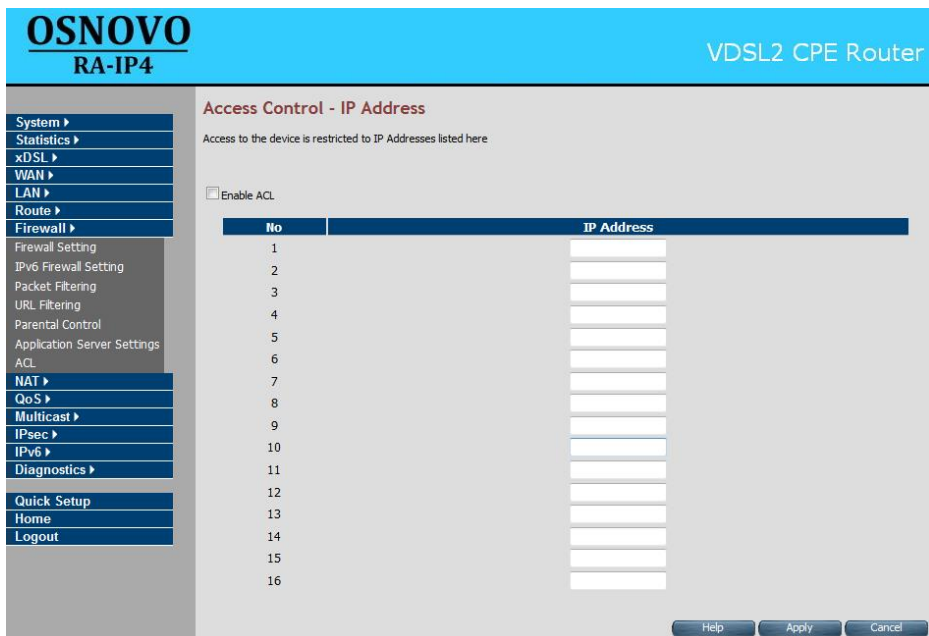 OSNOVO
RA-IP4
VDSL2 CPE Router
System
Statistics
xDSL
WAN
LAN
Route
Firewall
Firewall Setting
IPv6 Firewall Setting
Packet Filtering
URL Filtering
Parental Control
Application Server Settings
ACL
NAT
QoS
Multicast
IPsec
IPv6
Diagnostics
Quick Setup
Home
Logout
Access Control - IP Address
Access to the device is restricted to IP Addresses listed here
Enable ACL
No IP Address
1
2
3
4
5
6
7
8
9
10
11
12
13
14
15
16
Help Apply Cancel